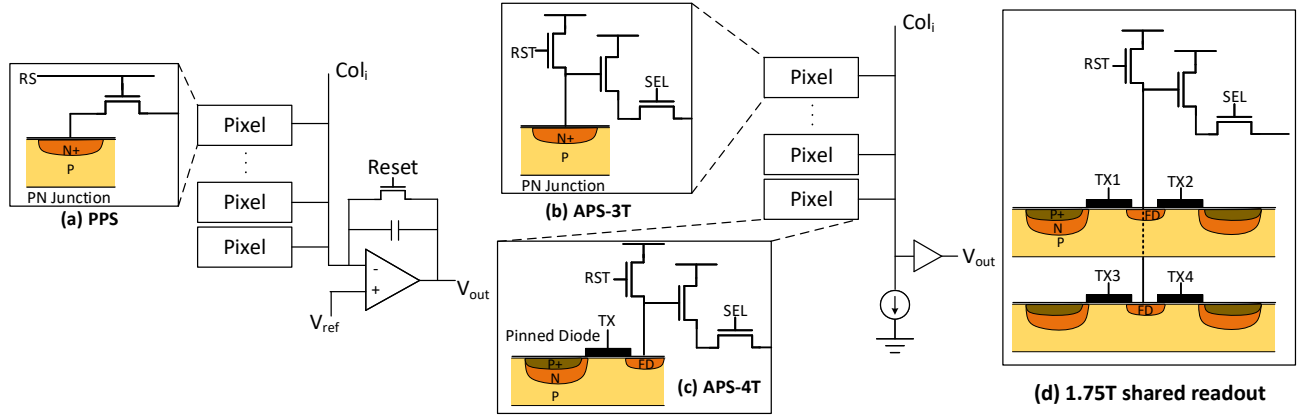 RS
N+
P
PN Junction
(a) PPS
Pixel
Pixel
Pixel
Col_i
Reset
-
+
V_ref
V_out
RST
SEL
N+
P
PN Junction
(b) APS-3T
Pixel
Pixel
Pixel
Col_i
V_out
RST
SEL
TX
Pinned Diode
P+
N
P
FD
(c) APS-4T
RST
SEL
TX1
TX2
P+
N
P
FD
TX3
TX4
FD
(d) 1.75T shared readout